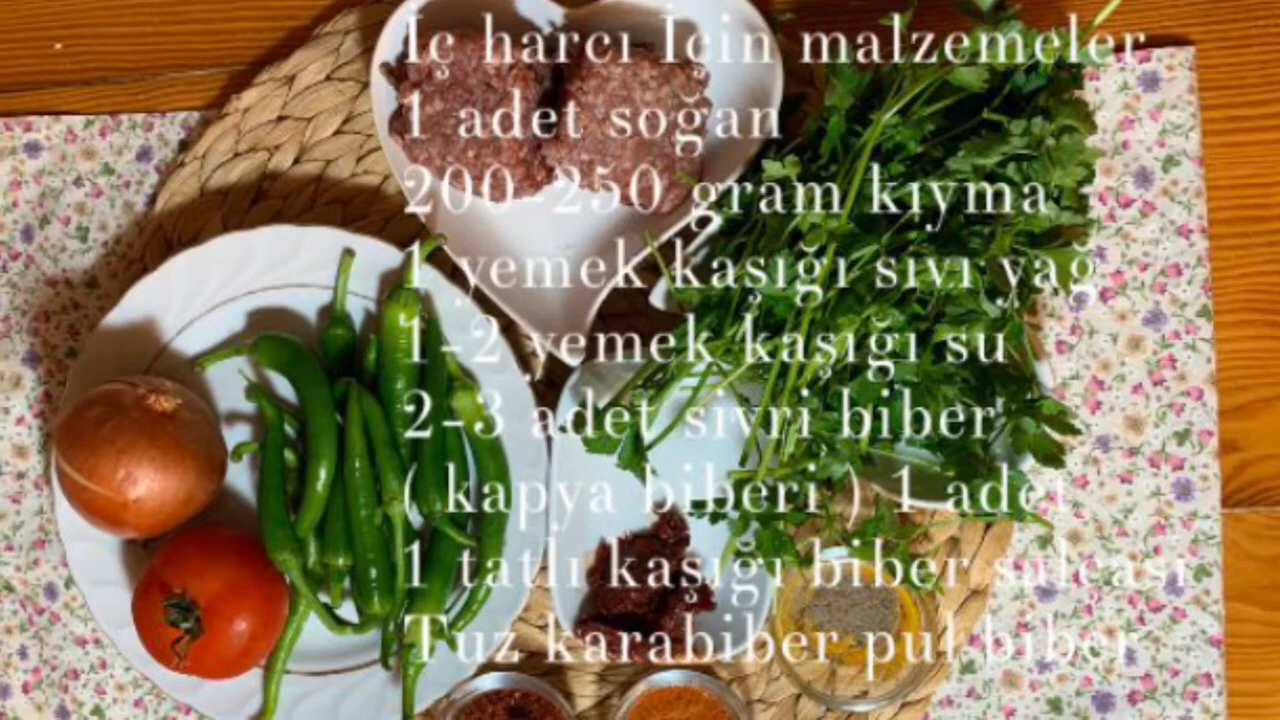 İç harcı İçin malzemeler
1 adet soğan
200-250 gram kıyma
1 yemek kaşığı sıvı yağ
1-2 yemek kaşığı su
2-3 adet sivri biber
( kapya biberi ) 1 adet
1 tatlı kaşığı biber salcasi
Tuz karabiber pul biber